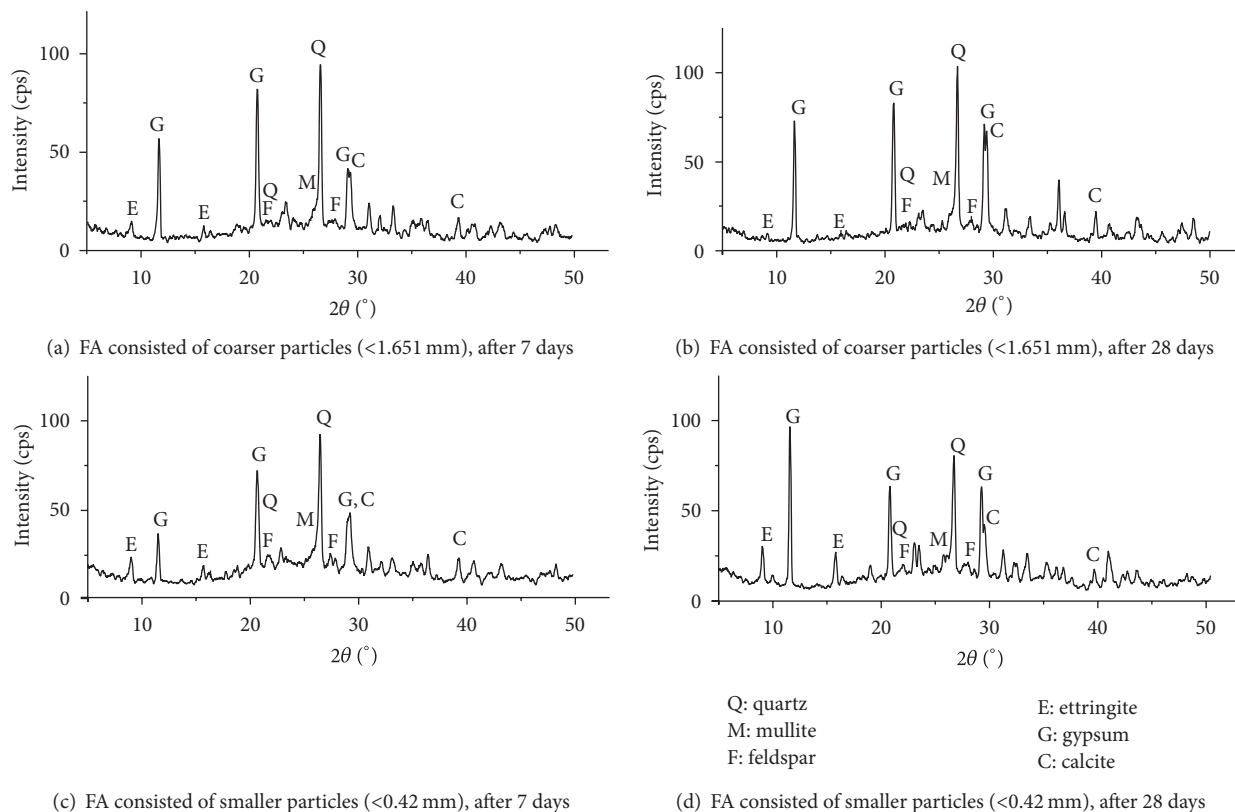 Intensity (cps)
100
50
0
E
G
E
G
Q
F
M
Q
F
G
C
C
10
20
30
40
50
2θ (°)
(a) FA consisted of coarser particles (<1.651 mm), after 7 days
Intensity (cps)
100
50
0
E
G
E
G
Q
F
M
Q
F
G
C
C
10
20
30
40
50
2θ (°)
(b) FA consisted of coarser particles (<1.651 mm), after 28 days
Intensity (cps)
100
50
0
E
G
E
G
Q
F
M
Q
F
G, C
C
10
20
30
40
50
2θ (°)
(c) FA consisted of smaller particles (<0.42 mm), after 7 days
Intensity (cps)
100
50
0
E
G
E
G
Q
F
M
Q
F
G
C
C
10
20
30
40
50
2θ (°)
Q: quartz
M: mullite
F: feldspar
E: ettringite
G: gypsum
C: calcite
(d) FA consisted of smaller particles (<0.42 mm), after 28 days